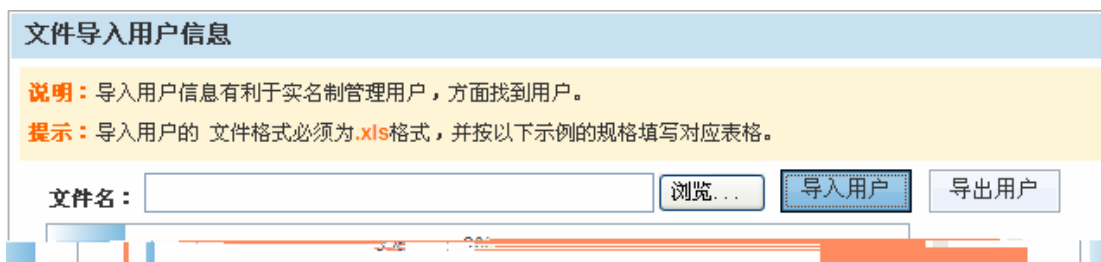 文件导入用户信息
说明：导入用户信息有利于实名制管理用户，方面找到用户。
提示：导入用户的 文件格式必须为.xls格式，并按以下示例的规格填写对应表格。
文件名： 浏览... 导入用户 导出用户